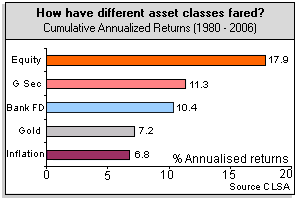 How have different asset classes fared?
Cumulative Annualized Returns (1980 - 2006)
Equity 17.9
G Sec 11.3
Bank FD 10.4
Gold 7.2
Inflation 6.8
% Annualised returns
0 5 10 15 20
Source CLSA